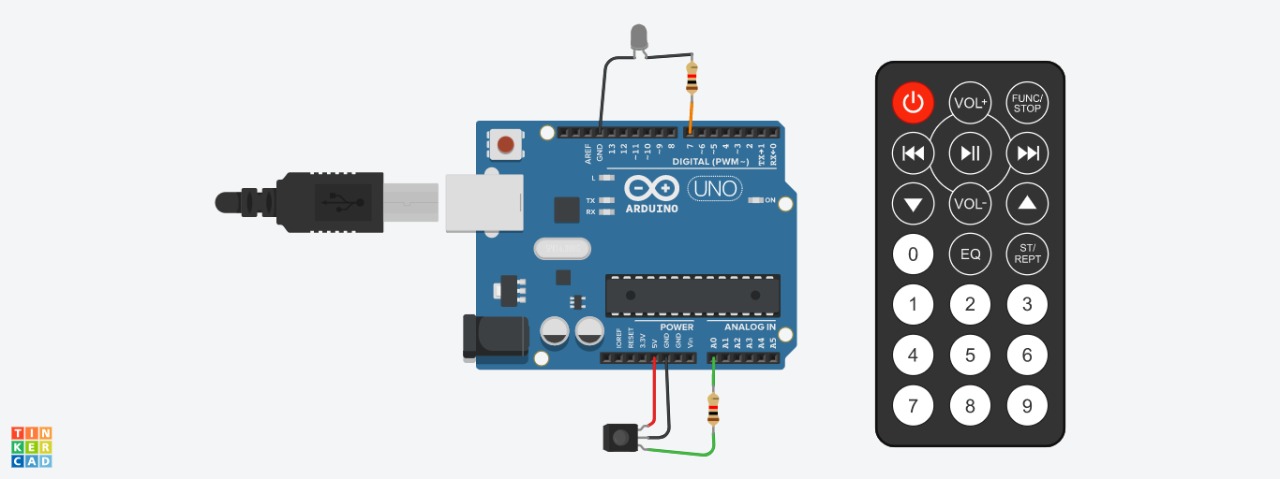 AREF
GND
13
12
~11
~10
~9
8
7
~6
~5
4
~3
2
TX→1
RX←0
DIGITAL (PWM~)
L
TX
RX
UNO
ARDUINO
ON
POWER
ANALOG IN
IOREF
RESET
3.3V
5V
GND
GND
Vin
A0
A1
A2
A3
A4
A5
VOL+
FUNC/
STOP
VOL-
0
EQ
ST/
REPT
1 2 3
4 5 6
7 8 9
TIN
KER
CAD